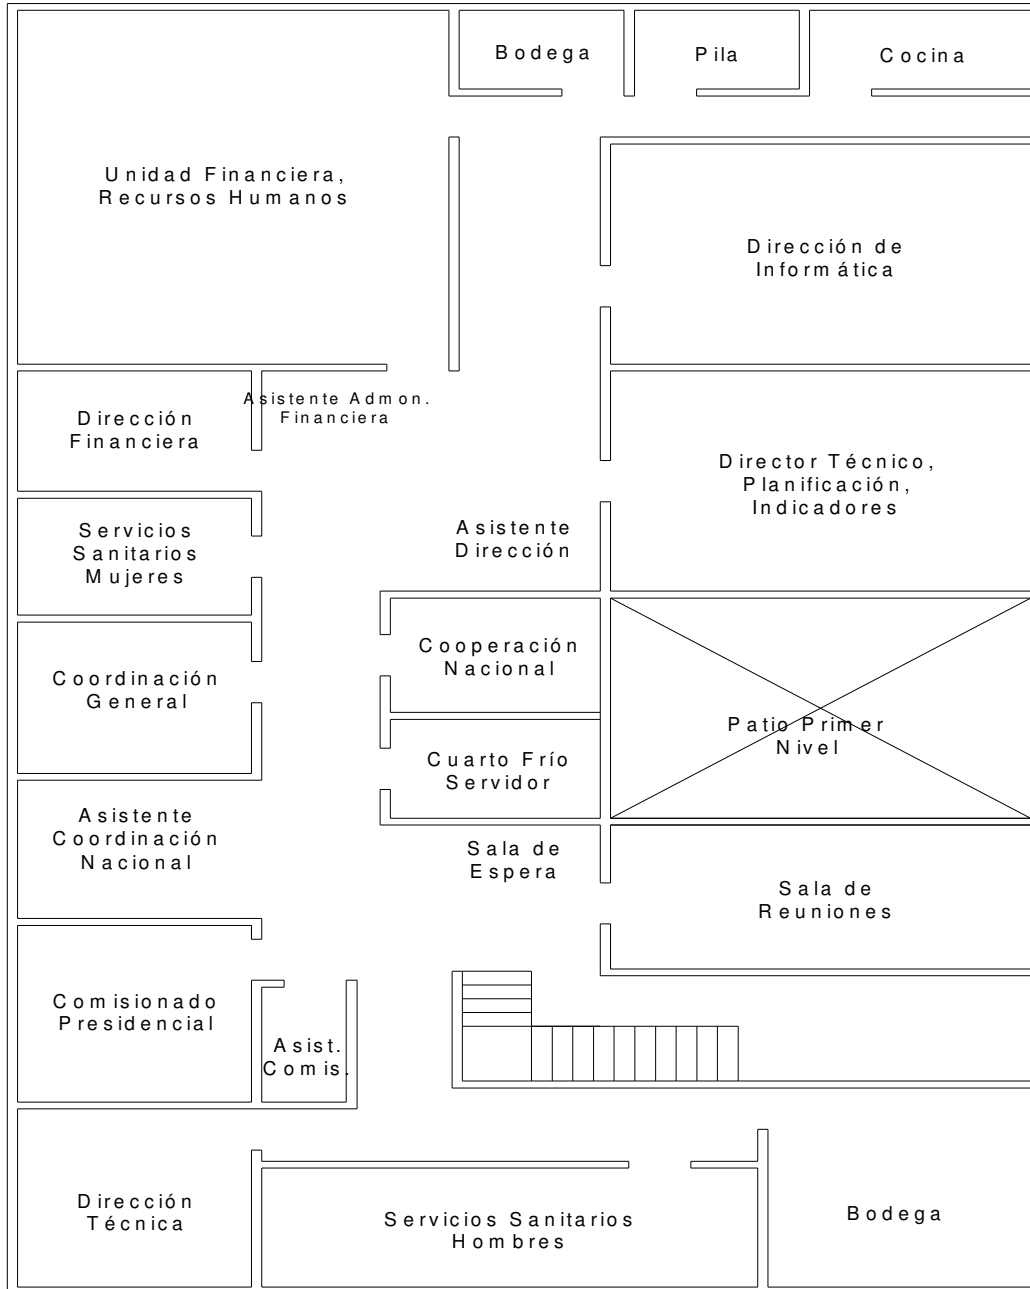 Bodega
Pila
Cocina
Unidad Financiera,
Recursos Humanos
Dirección de
Informática
Asistente Admon.
Financiera
Dirección
Financiera
Director Técnico,
Planificación,
Indicadores
Servicios
Sanitarios
Mujeres
Asistente
Dirección
Cooperación
Nacional
Coordinación
General
Patio Primer
Nivel
Cuarto Frío
Servidor
Asistente
Coordinación
Nacional
Sala de
Espera
Sala de
Reuniones
Comisionado
Presidencial
Asist.
Comis.
Dirección
Técnica
Servicios Sanitarios
Hombres
Bodega